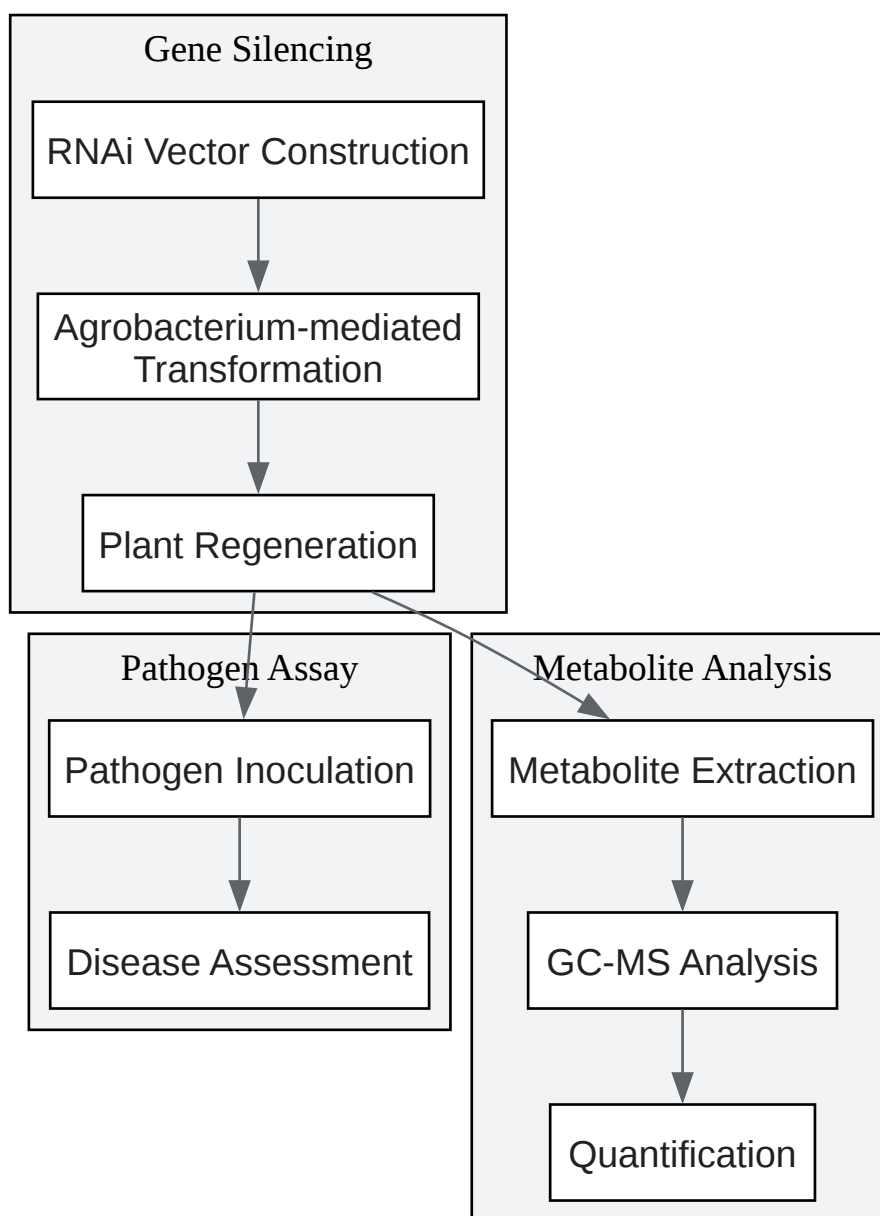 Gene Silencing
RNAi Vector Construction
Agrobacterium-mediated
Transformation
Plant Regeneration
Pathogen Assay
Pathogen Inoculation
Disease Assessment
Metabolite Analysis
Metabolite Extraction
GC-MS Analysis
Quantification